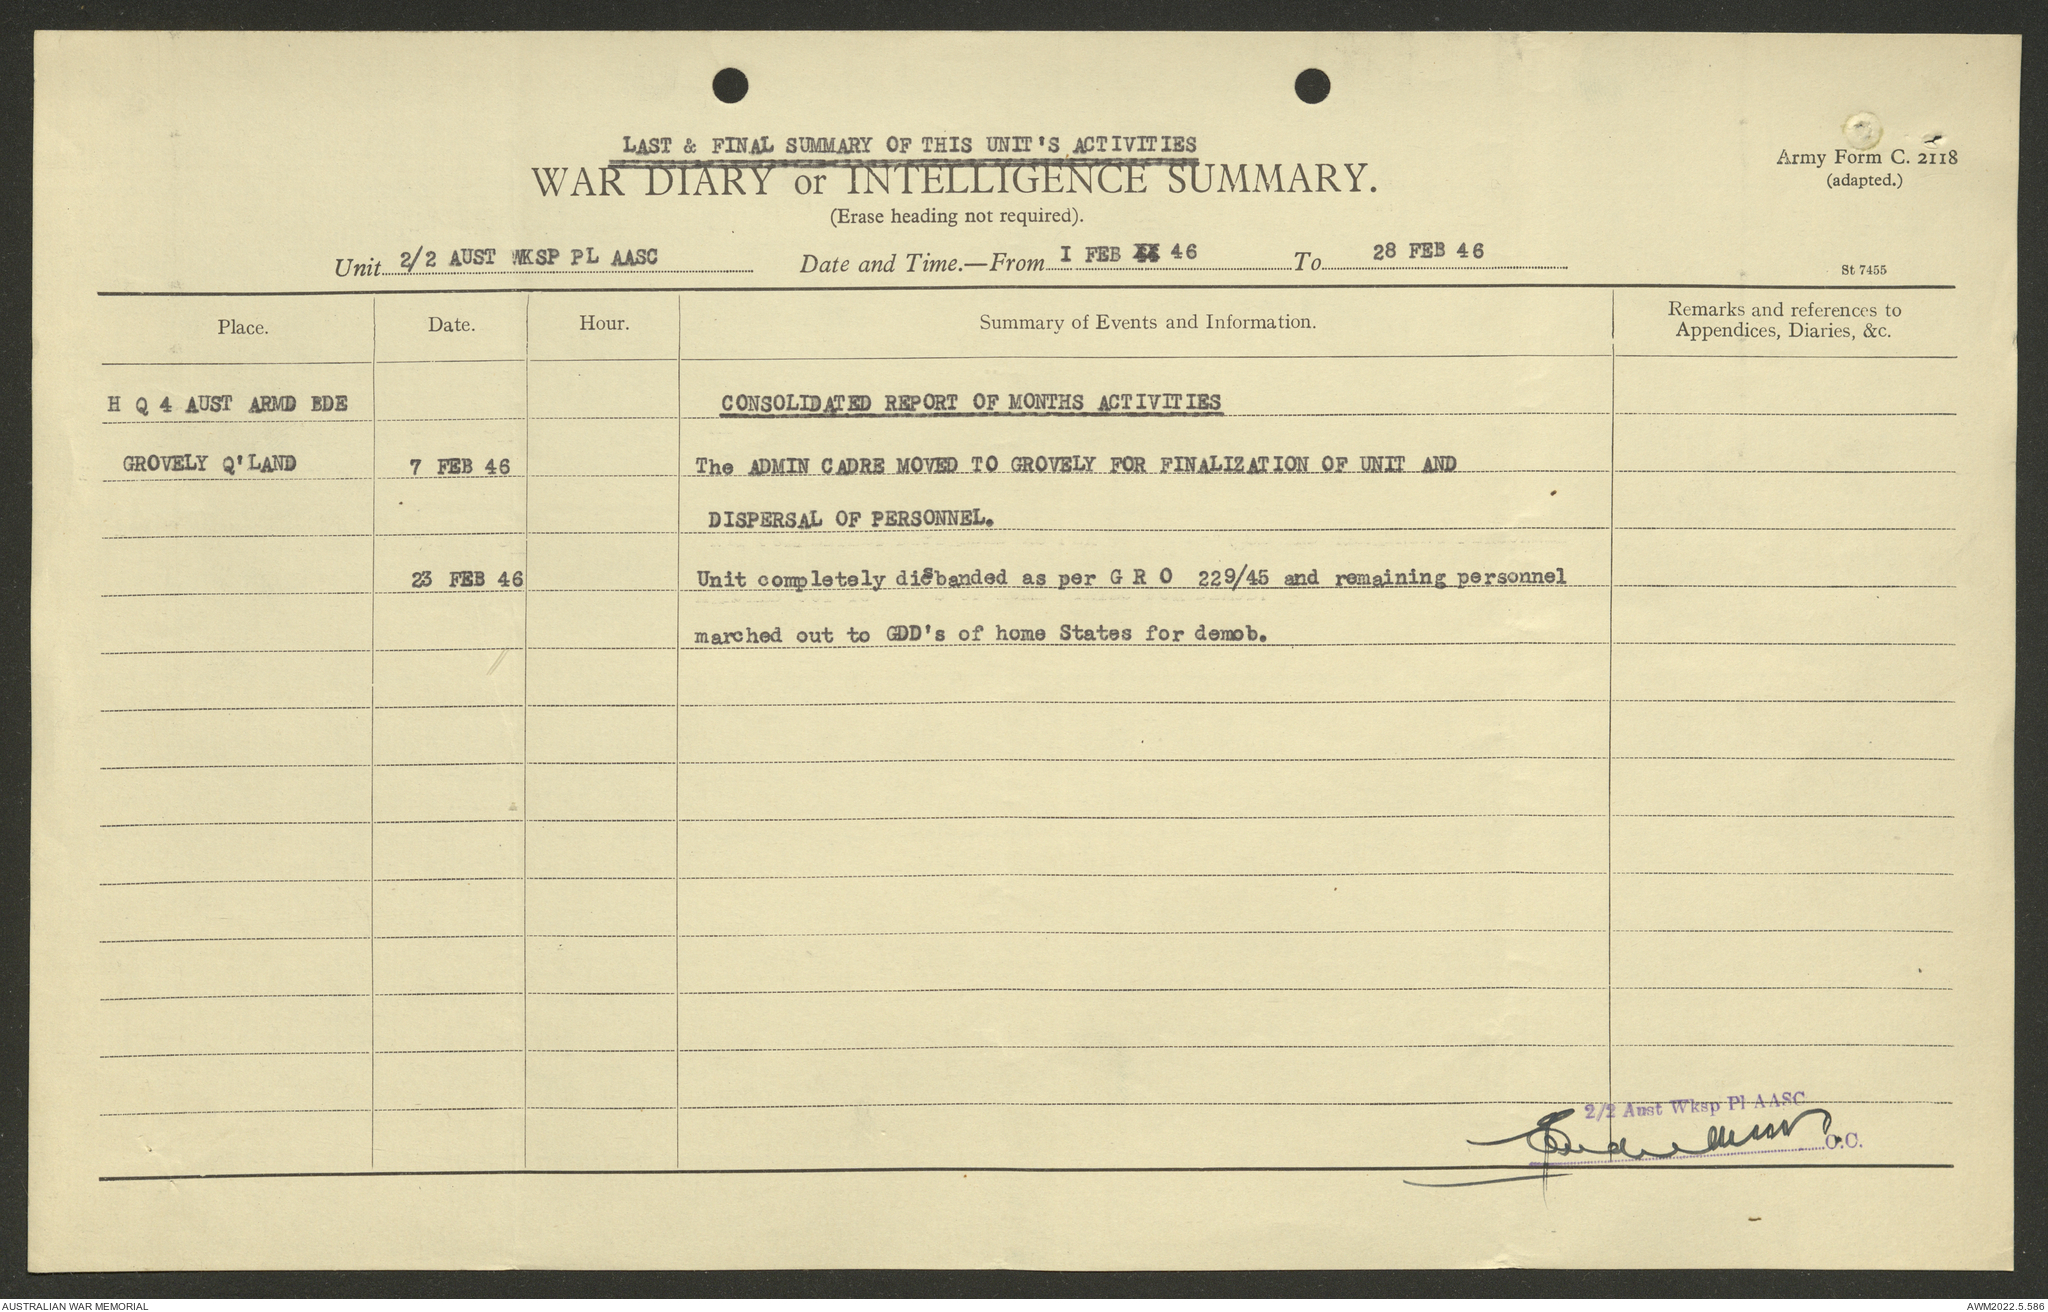 LAST & FINAL SUMMARY OF THIS UNIT'S ACTIVITIES
WAR DIARY or INTELLIGENCE SUMMARY.
(Erase heading not required).
Army Form C. 2118
(adapted.)
Unit 2/2 AUST WKSP PL AASC Date and Time.—From 1 FEB 46 To 28 FEB 46
St 7455
Place. Date. Hour. Summary of Events and Information. Remarks and references to
Appendices, Diaries, &c.
H Q 4 AUST ARMD BDE CONSOLIDATED REPORT OF MONTHS ACTIVITIES
GROVELY Q'LAND 7 FEB 46 The ADMIN CADRE MOVED TO GROVELY FOR FINALIZATION OF UNIT AND
DISPERSAL OF PERSONNEL.
23 FEB 46 Unit completely disbanded as per G R O 229/45 and remaining personnel
marched out to GDD's of home States for demob.
2/2 Aust Wksp Pl AASC
O.C.
AUSTRALIAN WAR MEMORIAL AWM2022.5.586